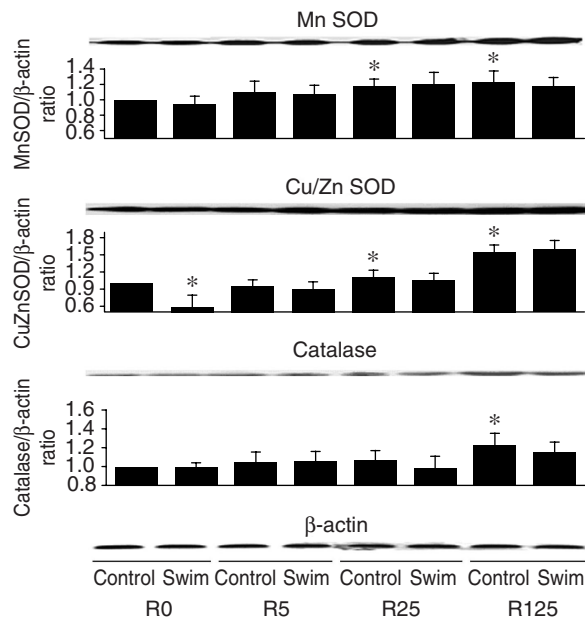 Mn SOD
MnSOD/β-actin
ratio
1.4
1.2
1.0
0.8
0.6
*
*
Cu/Zn SOD
CuZnSOD/β-actin
ratio
1.8
1.5
1.2
0.9
0.6
*
*
*
Catalase
Catalase/β-actin
ratio
1.6
1.4
1.2
1.0
0.8
*
β-actin
Control Swim Control Swim Control Swim Control Swim
R0 R5 R25 R125